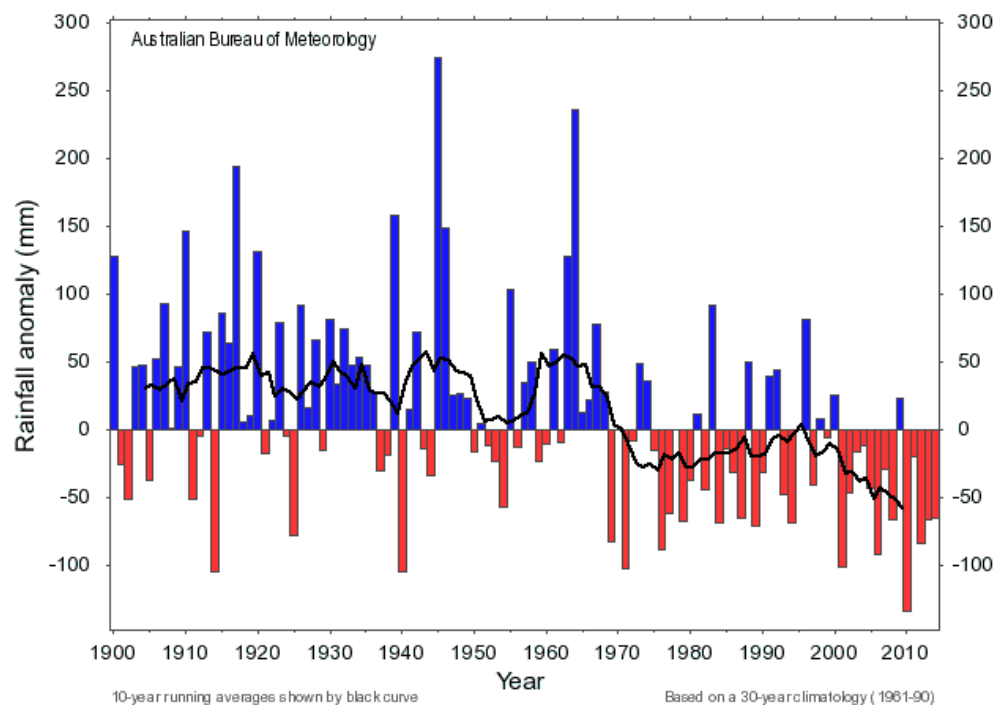 Australian Bureau of Meteorology
300 300
250 250
200 200
150 150
100 100
50 50
0 0
-50 -50
-100 -100
Rainfall anomaly (mm)
1900 1910 1920 1930 1940 1950 1960 1970 1980 1990 2000 2010
Year
10-year running averages shown by black curve
Based on a 30-year climatology (1961-90)